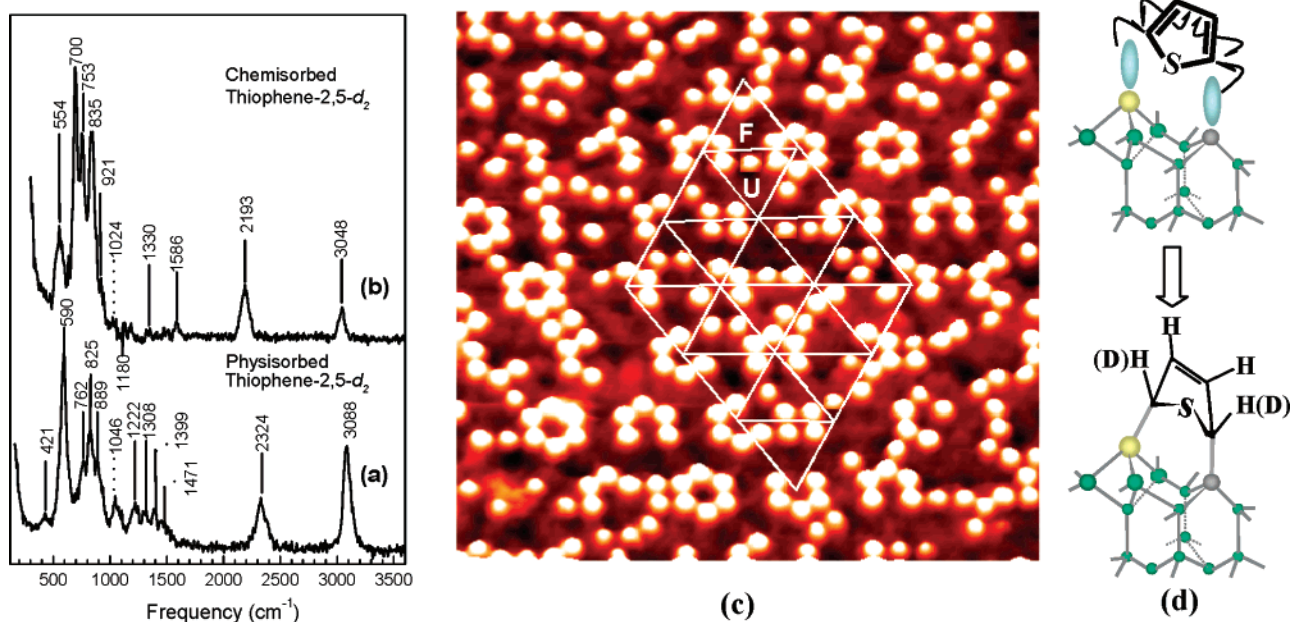 554
700
753
835
921
1024
1330
1586
2193
3048
Chemisorbed
Thiophene-2,5-d₂
(b)
1180
Physisorbed
Thiophene-2,5-d₂
421
590
762
825
889
1046
1222
1308
1399
1471
2324
3088
(a)
500 1000 1500 2000 2500 3000 3500
Frequency (cm⁻¹)
F
U
(c)
S
H
(D)H
H
S
H(D)
(d)